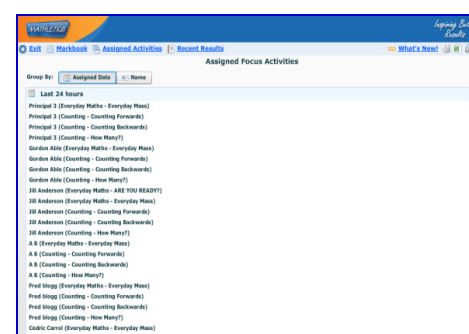 MATHLETICS
Inspiring
Results
Exit Markbook Assigned Activities Recent Results What's New!
Assigned Focus Activities
Group By: Assigned Date Name
Last 24 hours
Principal 3 (Everyday Maths - Everyday Mass)
Principal 3 (Counting - Counting Forwards)
Principal 3 (Counting - Counting Backwards)
Principal 3 (Counting - How Many?)
Gordon Able (Everyday Maths - Everyday Mass)
Gordon Able (Counting - Counting Forwards)
Gordon Able (Counting - Counting Backwards)
Gordon Able (Counting - How Many?)
Jill Anderson (Everyday Maths - ARE YOU READY?)
Jill Anderson (Everyday Maths - Everyday Mass)
Jill Anderson (Counting - Counting Forwards)
Jill Anderson (Counting - Counting Backwards)
Jill Anderson (Counting - How Many?)
A B (Everyday Maths - Everyday Mass)
A B (Counting - Counting Forwards)
A B (Counting - Counting Backwards)
A B (Counting - How Many?)
Fred blogg (Everyday Maths - Everyday Mass)
Fred blogg (Counting - Counting Forwards)
Fred blogg (Counting - Counting Backwards)
Fred blogg (Counting - How Many?)
Cedric Carrol (Everyday Maths - Everyday Mass)